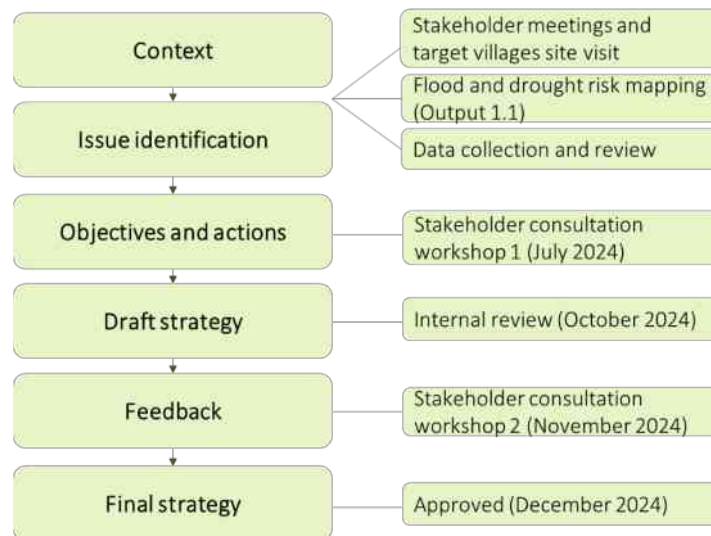 Context
Stakeholder meetings and
target villages site visit
Flood and drought risk mapping
(Output 1.1)
Issue identification
Data collection and review
Objectives and actions
Stakeholder consultation
workshop 1 (July 2024)
Draft strategy
Internal review (October 2024)
Feedback
Stakeholder consultation
workshop 2 (November 2024)
Final strategy
Approved (December 2024)